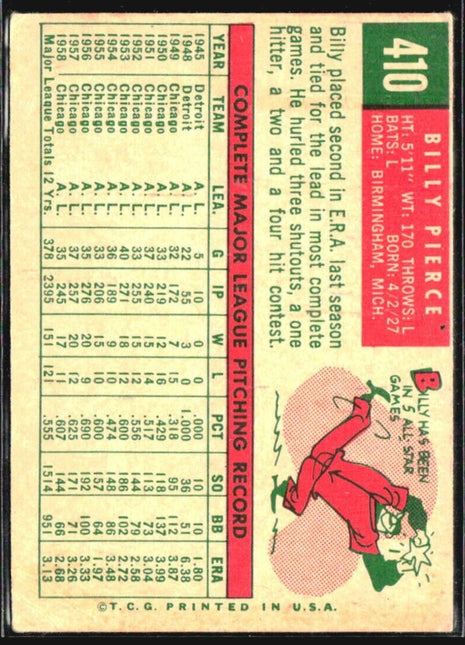 410
BILLY PIERCE
HT: 5'11" WT: 170 THROWS: L
BATS: L BORN: 4/2/27
HOME: BIRMINGHAM, MICH.
Billy placed second in E.R.A. last season
and tied for the lead in most complete
games. He hurled three shutouts, a one
hitter, a two and a four hit contest.
BILLY HAS BEEN
IN 5 ALL-STAR
GAMES
COMPLETE MAJOR LEAGUE PITCHING RECORD
YEAR TEAM LEA G IP W L PCT SO BB ERA
1945 Detroit A.L. 5 10 0 0 .000 10 10 1.80
1948 Detroit A.L. 22 55 3 0 1.000 36 51 6.38
1949 Chicago A.L. 32 172 7 15 .318 95 112 3.87
1950 Chicago A.L. 33 219 12 16 .429 118 137 3.98
1951 Chicago A.L. 37 240 15 14 .517 113 73 3.04
1952 Chicago A.L. 33 255 15 12 .556 144 79 2.58
1953 Chicago A.L. 40 271 18 12 .600 186 102 2.72
1954 Chicago A.L. 36 189 9 10 .474 148 86 3.48
1955 Chicago A.L. 33 206 15 10 .600 157 64 1.97
1956 Chicago A.L. 35 276 20 9 .690 192 100 3.33
1957 Chicago A.L. 37 257 20 12 .625 171 71 3.26
1958 Chicago A.L. 35 245 17 11 .607 144 66 2.68
Major League Totals 12 Yrs. 378 2395 151 121 .555 1514 951 3.13
©T.C.G. PRINTED IN U.S.A.